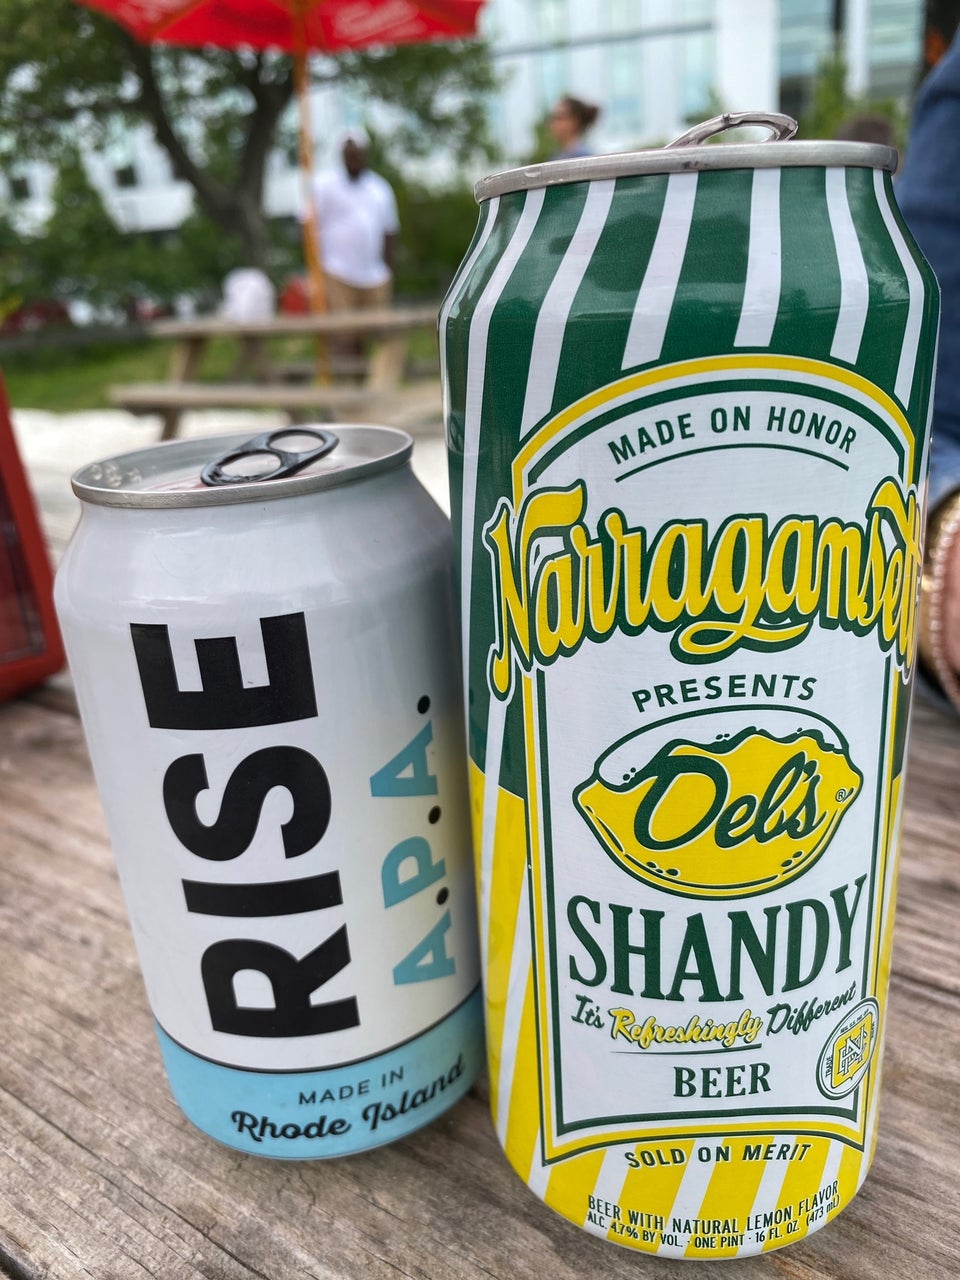 RISE
A.P.A.
MADE IN
Rhode Island
MADE ON HONOR
Narragansett
PRESENTS
Del's ®
SHANDY
It's Refreshingly Different
BEER
SOLD ON MERIT
BEER WITH NATURAL LEMON FLAVOR
ALC. 4.7% BY VOL. · ONE PINT · 16 FL. OZ. (473 mL)